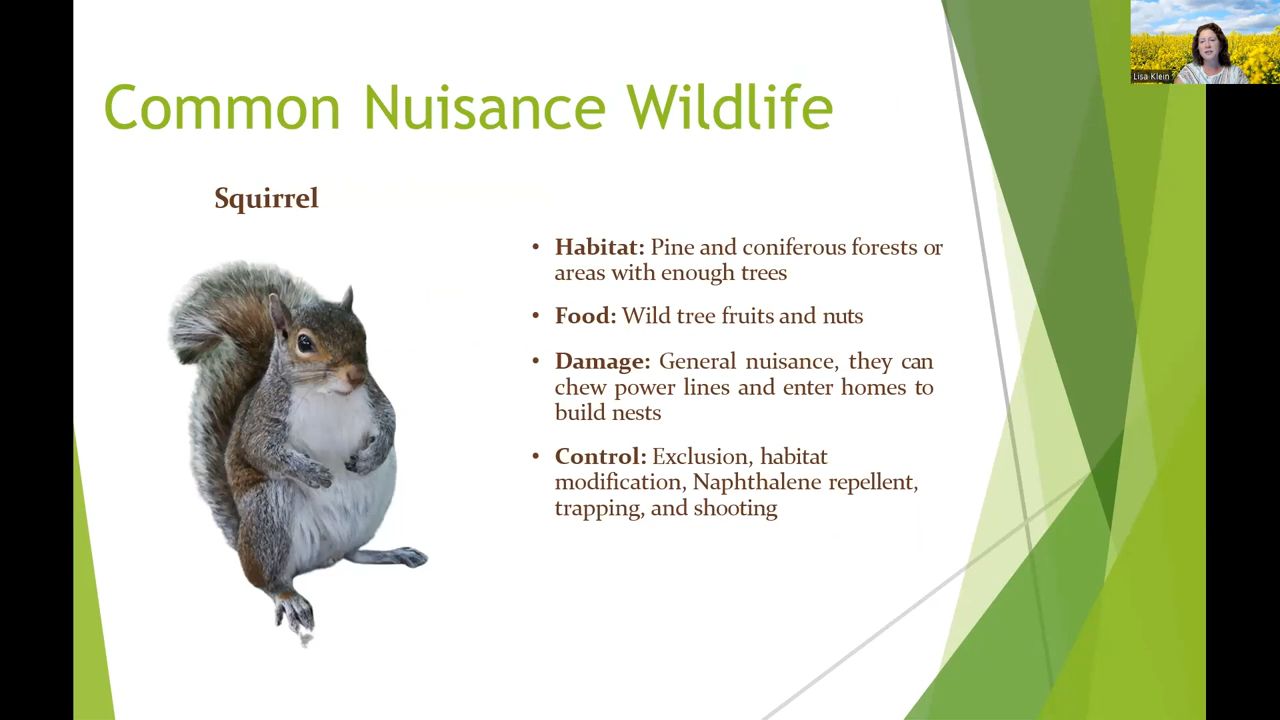 Common Nuisance Wildlife
Lisa Klein
Squirrel
• Habitat: Pine and coniferous forests or
areas with enough trees
• Food: Wild tree fruits and nuts
• Damage: General nuisance, they can
chew power lines and enter homes to
build nests
• Control: Exclusion, habitat
modification, Naphthalene repellent,
trapping, and shooting